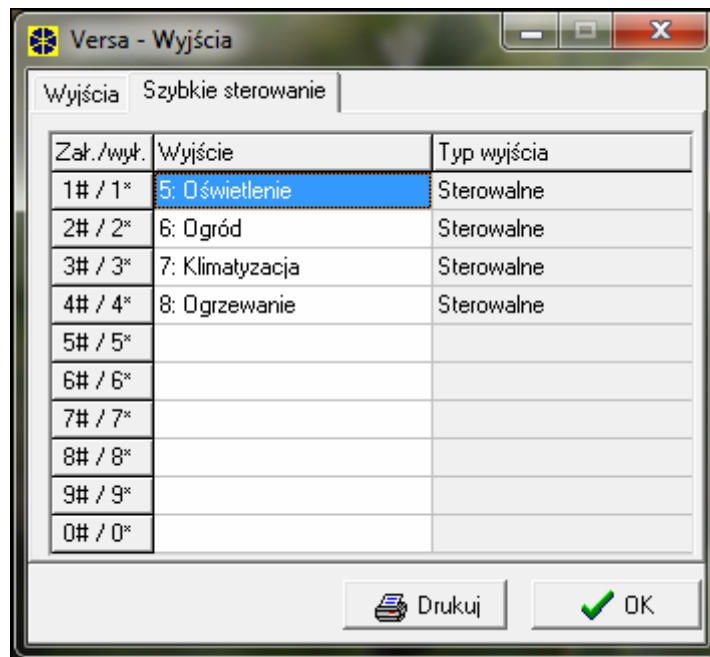 Versa - Wyjścia
Wyjścia Szybkie sterowanie
Zał./wył. Wyjście Typ wyjścia
1# / 1* 5: Oświetlenie Sterowalne
2# / 2* 6: Ogród Sterowalne
3# / 3* 7: Klimatyzacja Sterowalne
4# / 4* 8: Ogrzewanie Sterowalne
5# / 5*
6# / 6*
7# / 7*
8# / 8*
9# / 9*
0# / 0*
Drukuj OK